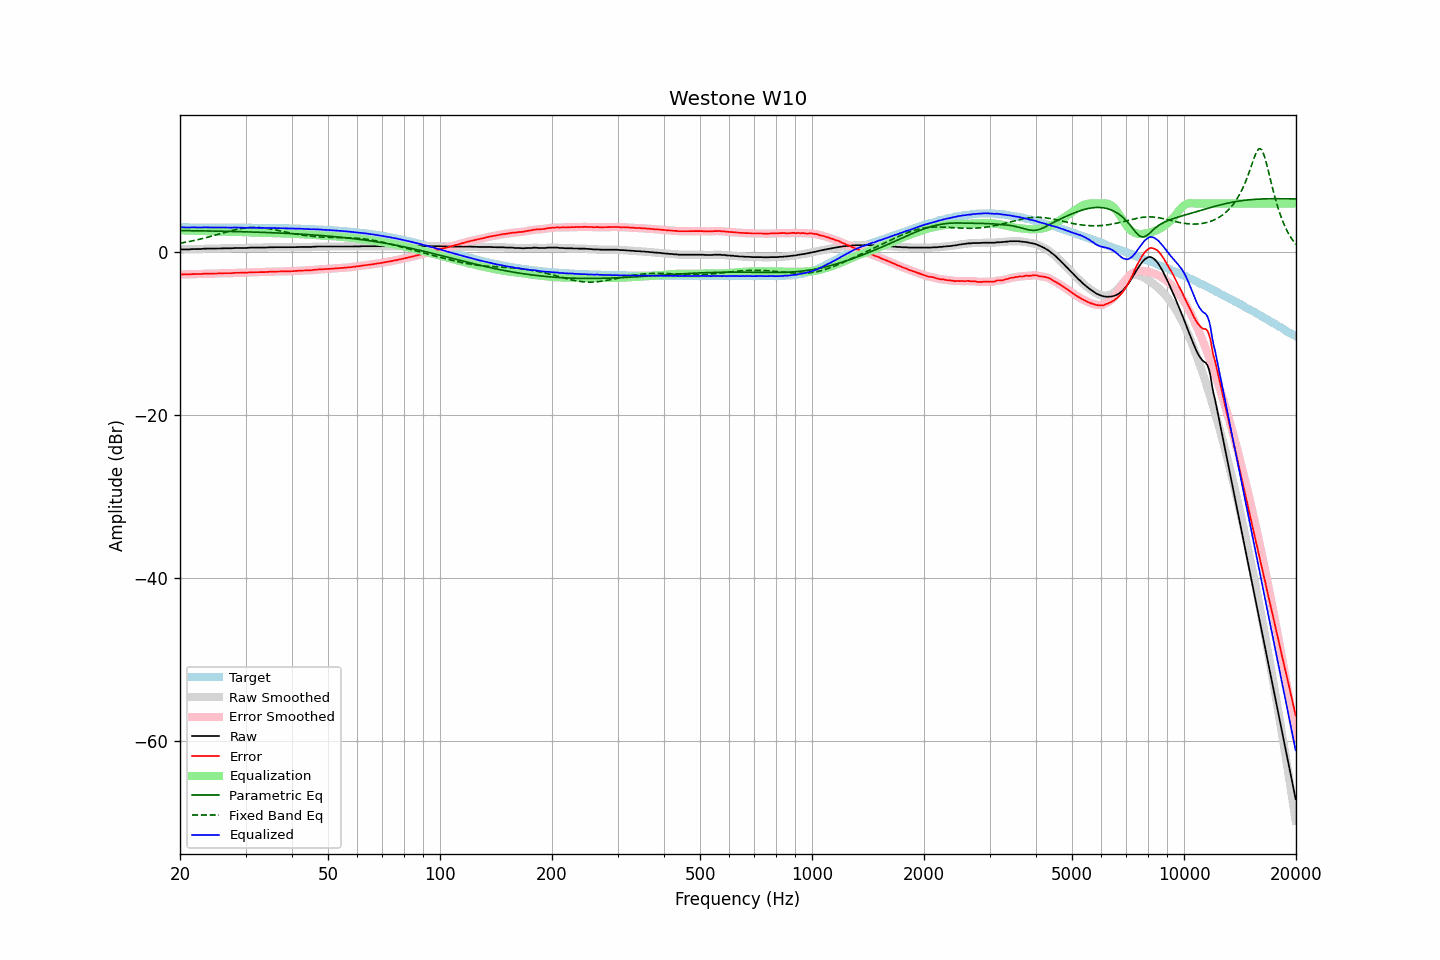 Westone W10
Amplitude (dBr)
0
−20
−40
−60
Target
Raw Smoothed
Error Smoothed
Raw
Error
Equalization
Parametric Eq
Fixed Band Eq
Equalized
20 50 100 200 500 1000 2000 5000 10000 20000
Frequency (Hz)